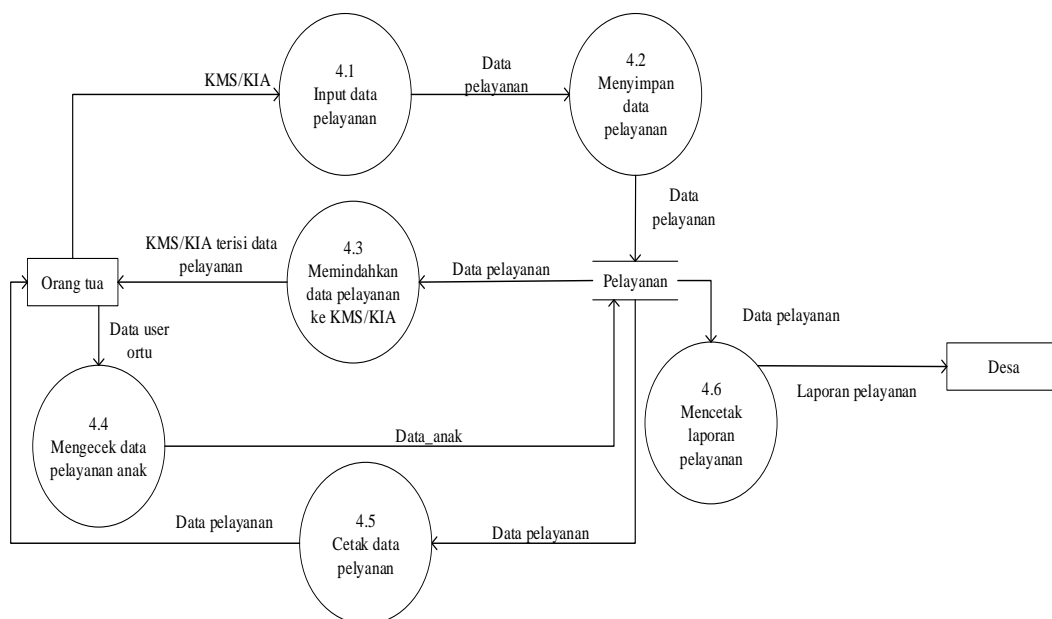 KMS/KIA
4.1
Input data
pelayanan
Data
pelayanan
4.2
Menyimpan
data
pelayanan
Data
pelayanan
KMS/KIA terisi data
pelayanan
4.3
Memindahkan
data pelayanan
ke KMS/KIA
Data pelayanan
Pelayanan
Orang tua
Data user
ortu
Data pelayanan
Desa
Laporan pelayanan
4.6
Mencetak
laporan
pelayanan
4.4
Mengecek data
pelayanan anak
Data_anak
Data pelayanan
4.5
Cetak data
pelyanan
Data pelayanan